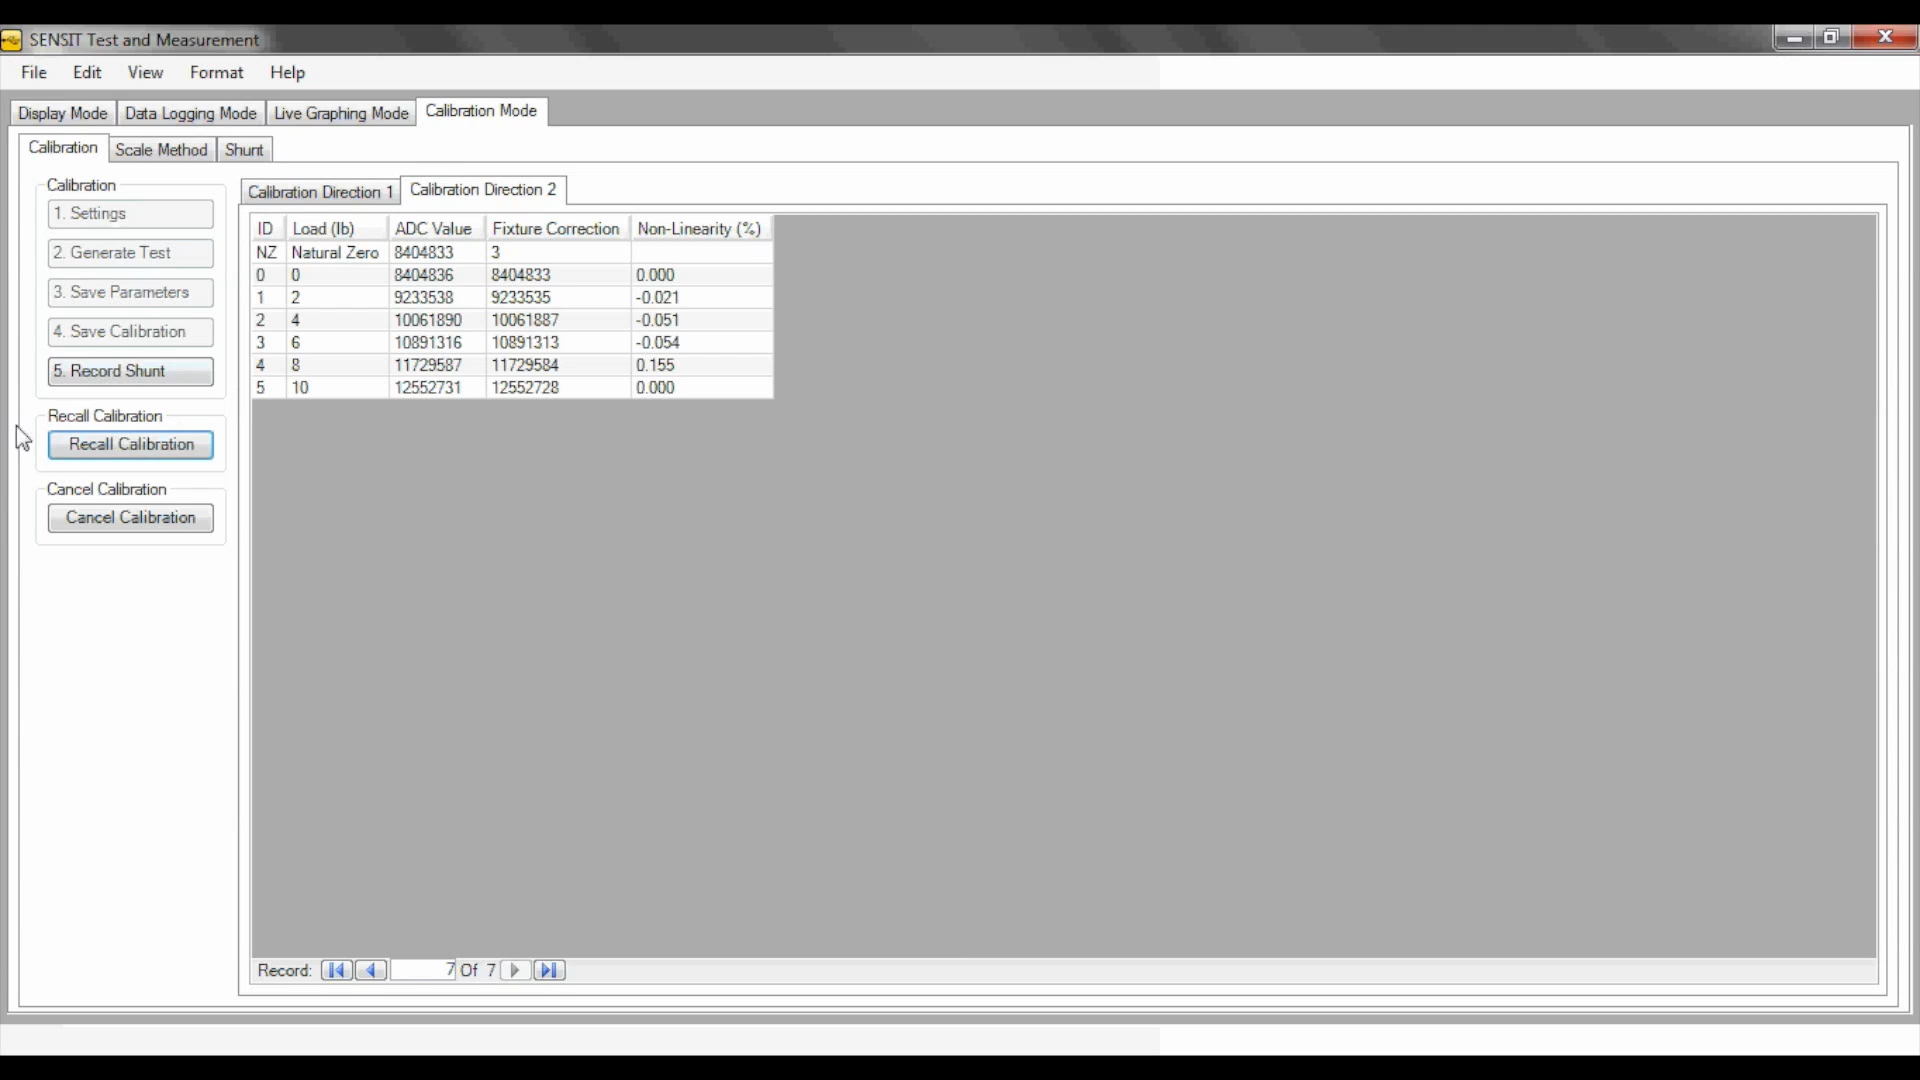 SENSIT Test and Measurement
File Edit View Format Help
Display Mode Data Logging Mode Live Graphing Mode Calibration Mode
Calibration Scale Method Shunt
Calibration
1. Settings
2. Generate Test
3. Save Parameters
4. Save Calibration
5. Record Shunt
Recall Calibration
Recall Calibration
Cancel Calibration
Cancel Calibration
Calibration Direction 1 Calibration Direction 2
ID Load (lb) ADC Value Fixture Correction Non-Linearity (%)
NZ Natural Zero 8404833 3
0 0 8404836 8404833 0.000
1 2 9233538 9233535 -0.021
2 4 10061890 10061887 -0.051
3 6 10891316 10891313 -0.054
4 8 11729587 11729584 0.155
5 10 12552731 12552728 0.000
Record: 7 Of 7